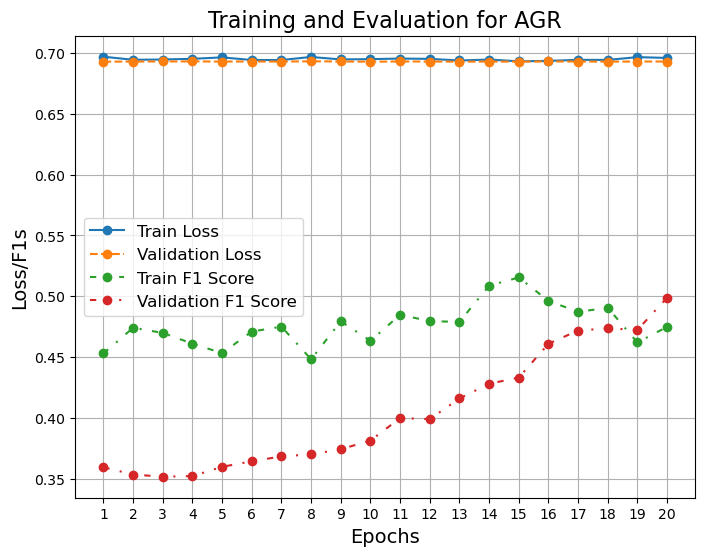 Training and Evaluation for AGR
Loss/F1s
0.70
0.65
0.60
0.55
0.50
0.45
0.40
0.35
Train Loss
Validation Loss
Train F1 Score
Validation F1 Score
1 2 3 4 5 6 7 8 9 10 11 12 13 14 15 16 17 18 19 20
Epochs